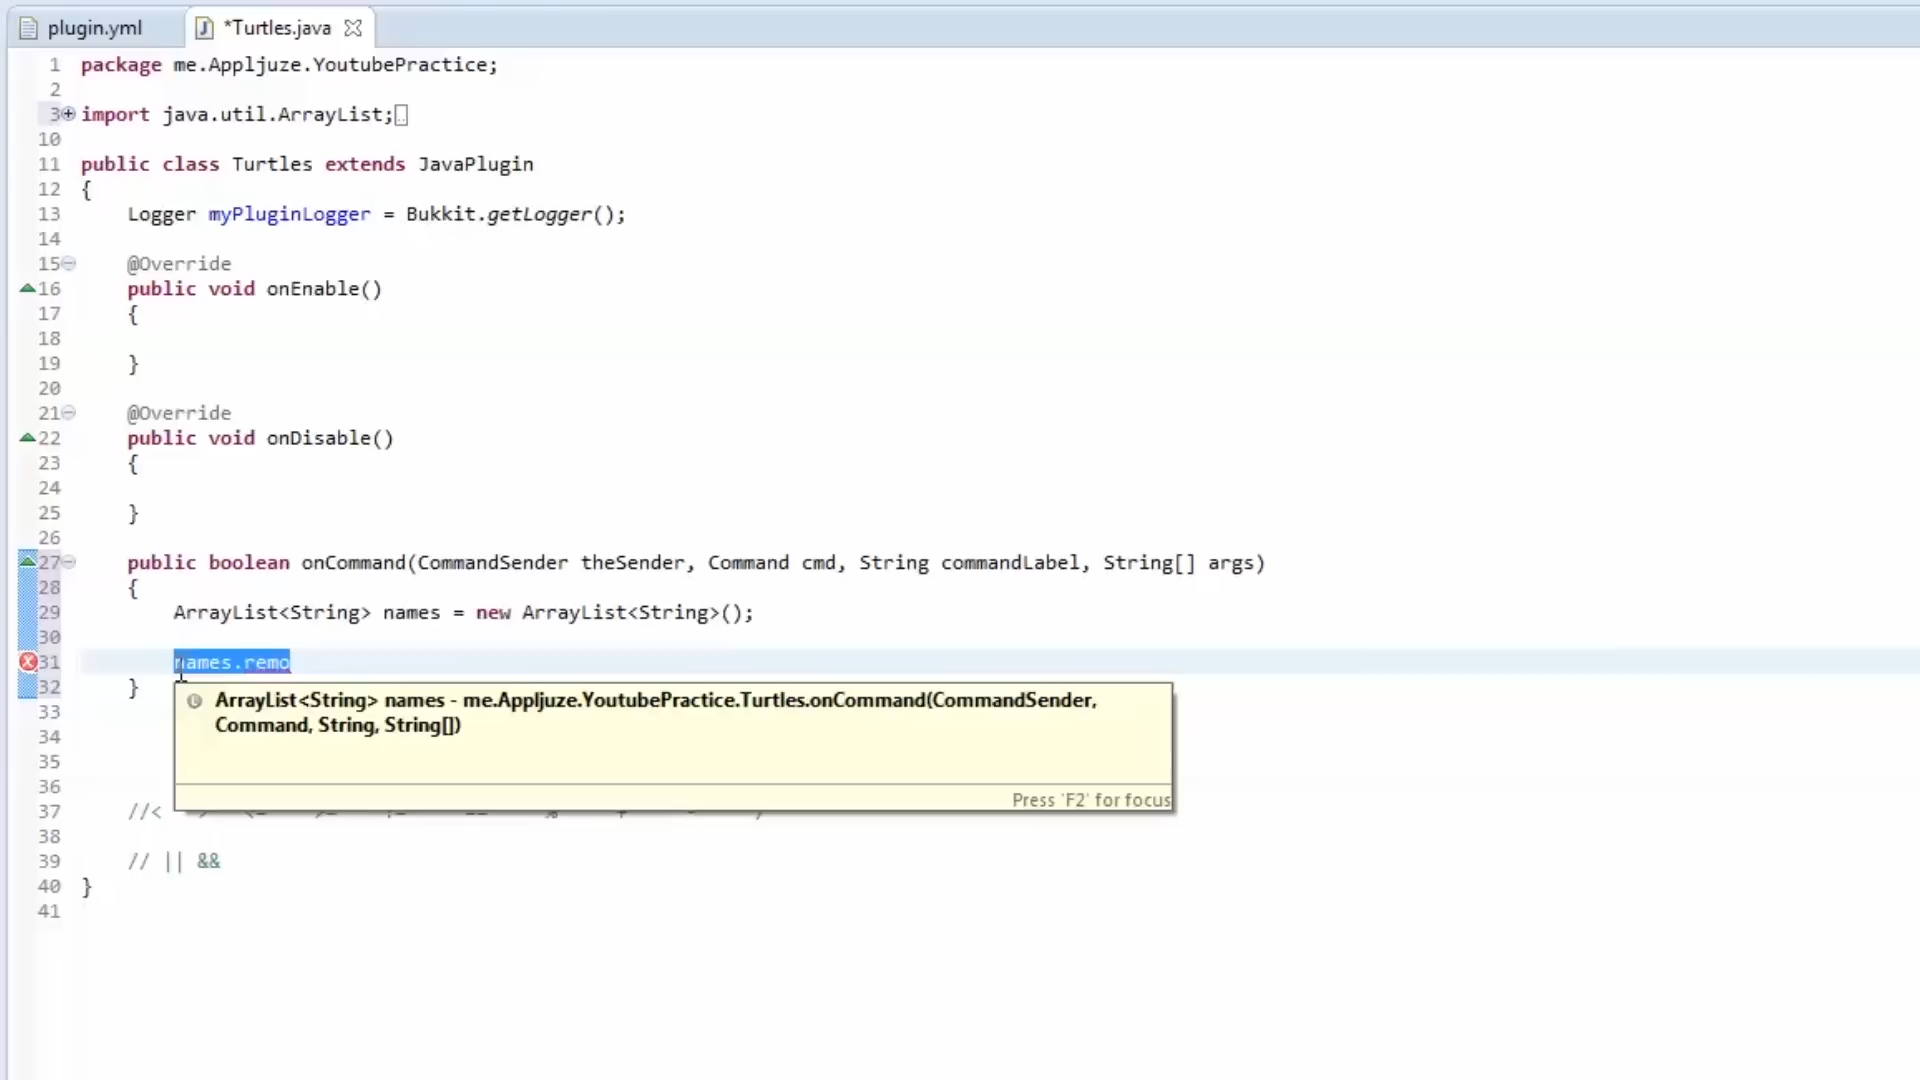 plugin.yml *Turtles.java
1 package me.Appljuze.YoutubePractice;
2
3 import java.util.ArrayList;
10
11 public class Turtles extends JavaPlugin
12 {
13 Logger myPluginLogger = Bukkit.getLogger();
14
15 @Override
16 public void onEnable()
17 {
18
19 }
20
21 @Override
22 public void onDisable()
23 {
24
25 }
26
27 public boolean onCommand(CommandSender theSender, Command cmd, String commandLabel, String[] args)
28 {
29 ArrayList<String> names = new ArrayList<String>();
30
31 names.remo
32 }
ArrayList<String> names - me.Appljuze.YoutubePractice.Turtles.onCommand(CommandSender,
Command, String, String[])
Press 'F2' for focus
33
34
35
36
37 //<
38
39 // || &&
40 }
41